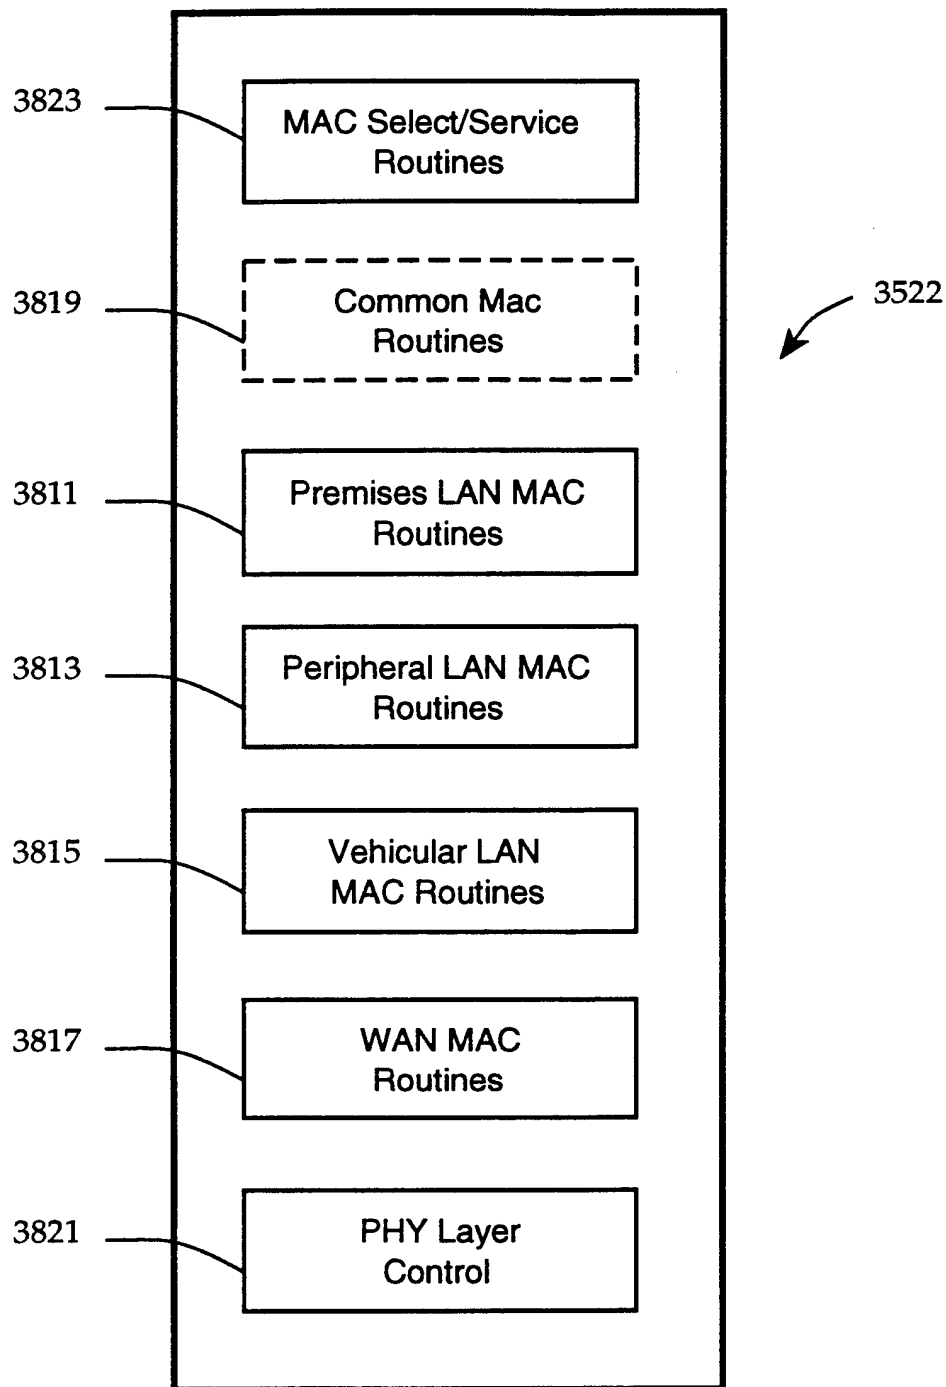 3823
MAC Select/Service
Routines
3819
Common Mac
Routines
3522
3811
Premises LAN MAC
Routines
3813
Peripheral LAN MAC
Routines
3815
Vehicular LAN
MAC Routines
3817
WAN MAC
Routines
3821
PHY Layer
Control